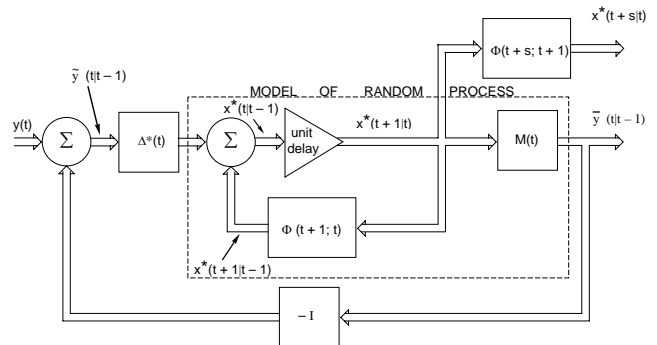 x*(t+s|t)
Φ(t+s; t+1)
ỹ (t|t−1)
MODEL OF RANDOM PROCESS
x*(t|t−1)
x*(t+1|t)
ȳ (t|t−1)
y(t)
Σ
Δ*(t)
Σ
unit
delay
M(t)
Φ (t+1; t)
x*(t+1|t−1)
− I